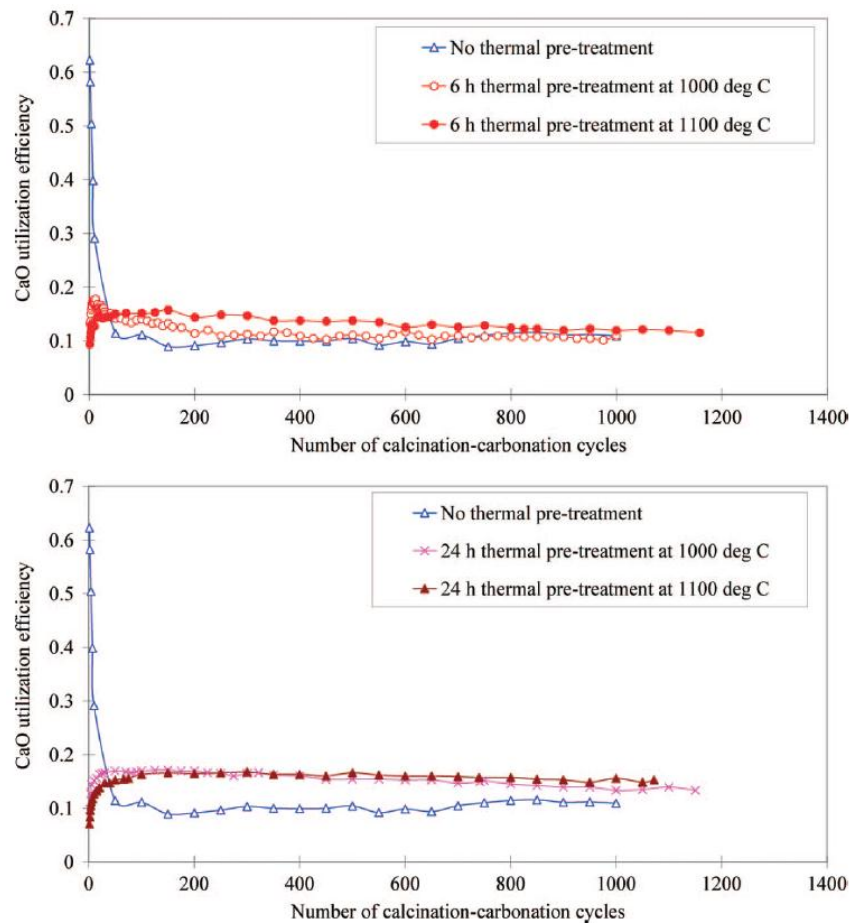 0.7
No thermal pre-treatment
0.6
6 h thermal pre-treatment at 1000 deg C
6 h thermal pre-treatment at 1100 deg C
0.5
0.4
CaO utilization efficiency
0.3
0.2
0.1
0
0 200 400 600 800 1000 1200 1400
Number of calcination-carbonation cycles
0.7
No thermal pre-treatment
0.6
24 h thermal pre-treatment at 1000 deg C
24 h thermal pre-treatment at 1100 deg C
0.5
0.4
CaO utilization efficiency
0.3
0.2
0.1
0
0 200 400 600 800 1000 1200 1400
Number of calcination-carbonation cycles